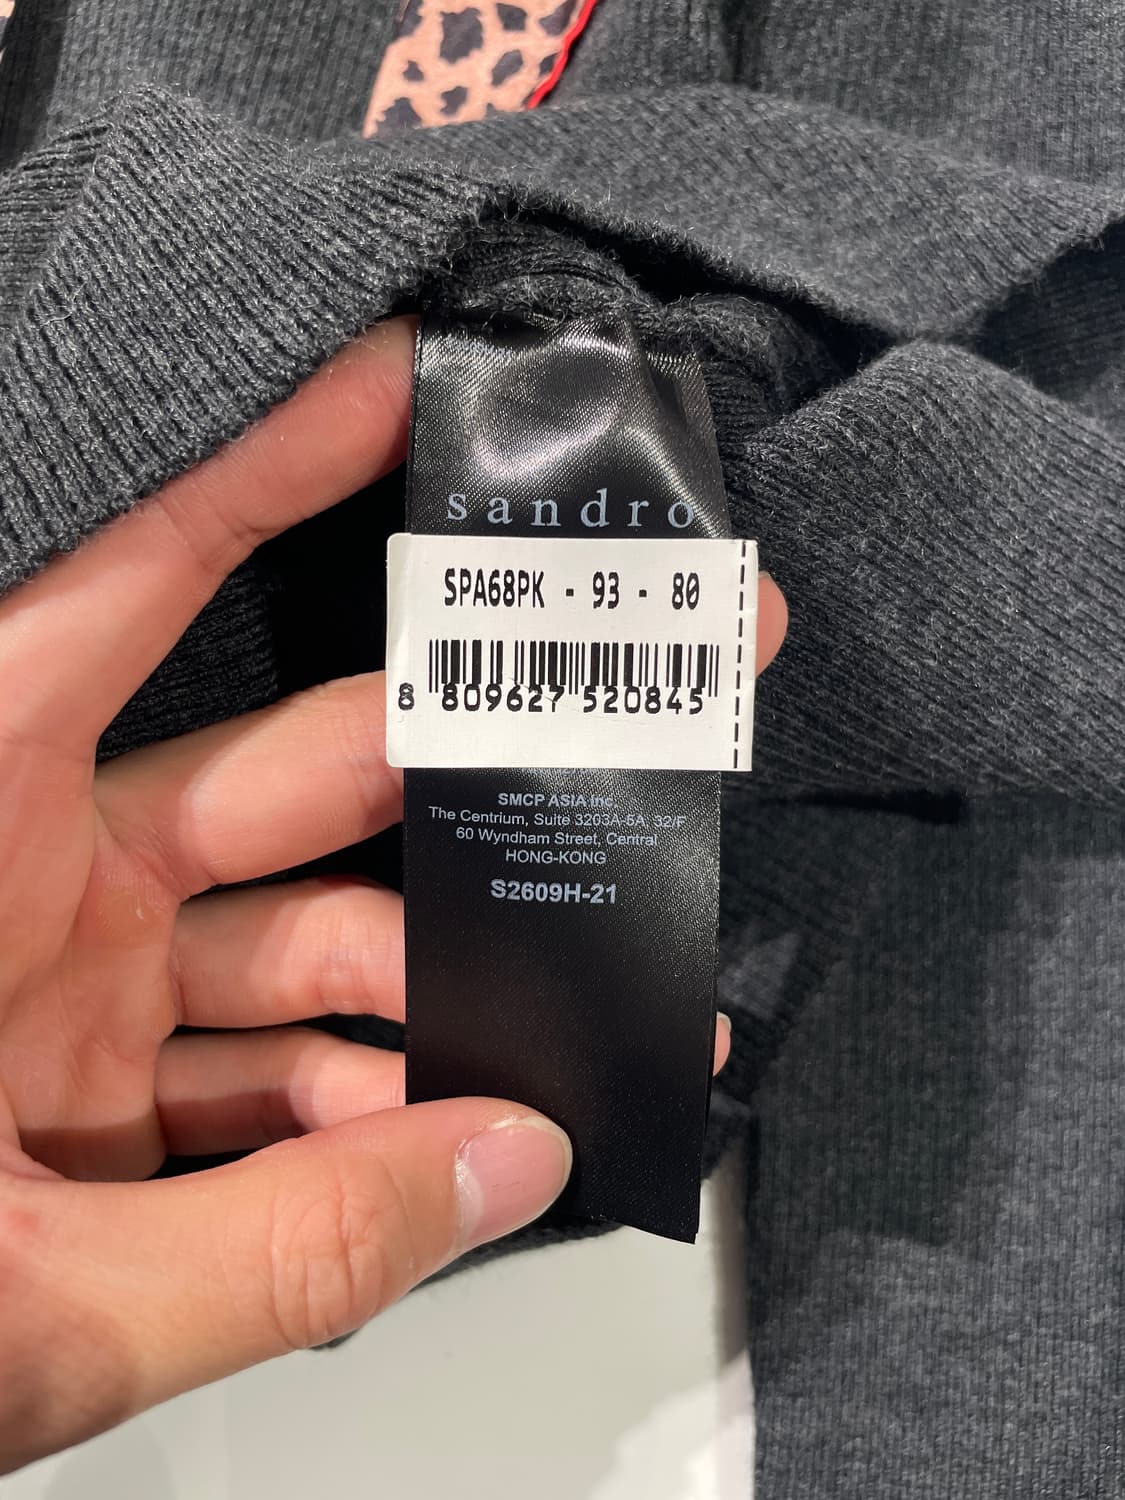 sandro
SPA68PK - 93 - 80
8 809627 520845
SMCP ASIA Inc,
The Centrium, Suite 3203A-5A, 32/F
60 Wyndham Street, Central
HONG-KONG
S2609H-21